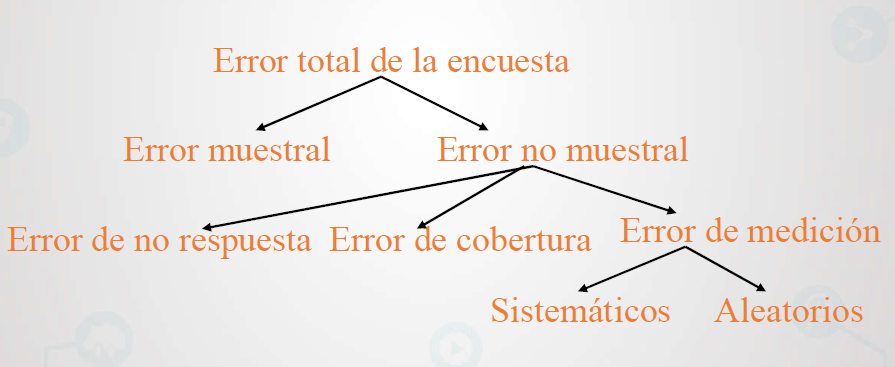 Error total de la encuesta
Error muestral
Error no muestral
Error de no respuesta
Error de cobertura
Error de medición
Sistemáticos
Aleatorios